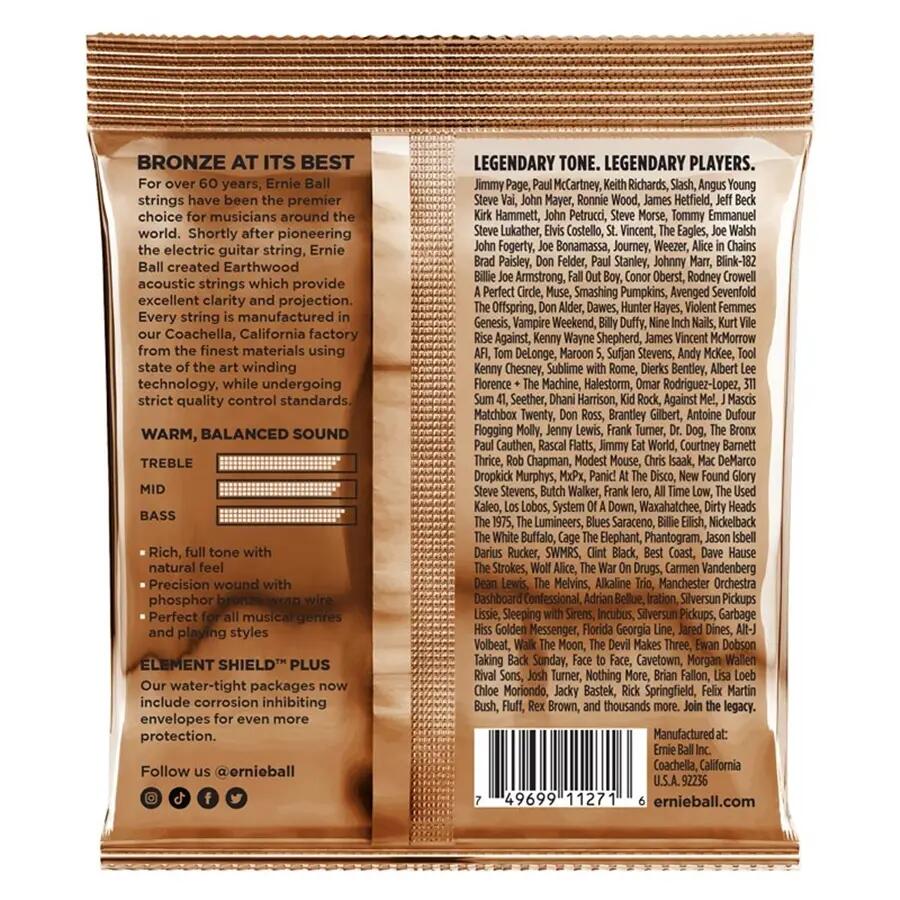 BRONZE AT ITS BEST
For over 60 years, Ernie Ball
strings have been the premier
choice for musicians around the
world. Shortly after pioneering
the electric guitar string, Ernie
Ball created Earthwood
acoustic strings which provide
excellent clarity and projection.
Every string is manufactured in
our Coachella, California factory
from the finest materials using
state of the art winding
technology, while undergoing
strict quality control standards.
WARM, BALANCED SOUND
TREBLE
MID
BASS
▪ Rich, full tone with
natural feel
▪ Precision wound with
phosphor bronze wrap wire
▪ Perfect for all musical genres
and playing styles
ELEMENT SHIELD™ PLUS
Our water-tight packages now
include corrosion inhibiting
envelopes for even more
protection.
Follow us @ernieball
LEGENDARY TONE. LEGENDARY PLAYERS.
Jimmy Page, Paul McCartney, Keith Richards, Slash, Angus Young
Steve Vai, John Mayer, Ronnie Wood, James Hetfield, Jeff Beck
Kirk Hammett, John Petrucci, Steve Morse, Tommy Emmanuel
Steve Lukather, Elvis Costello, St. Vincent, The Eagles, Joe Walsh
John Fogerty, Joe Bonamassa, Journey, Weezer, Alice in Chains
Brad Paisley, Don Felder, Paul Stanley, Johnny Marr, Blink-182
Billie Joe Armstrong, Fall Out Boy, Conor Oberst, Rodney Crowell
A Perfect Circle, Muse, Smashing Pumpkins, Avenged Sevenfold
The Offspring, Don Alder, Dawes, Hunter Hayes, Violent Femmes
Genesis, Vampire Weekend, Billy Duffy, Nine Inch Nails, Kurt Vile
Rise Against, Kenny Wayne Shepherd, James Vincent McMorrow
AFI, Tom DeLonge, Maroon 5, Sufjan Stevens, Andy McKee, Tool
Kenny Chesney, Sublime with Rome, Dierks Bentley, Albert Lee
Florence + The Machine, Halestorm, Omar Rodriguez-Lopez, 311
Sum 41, Seether, Dhani Harrison, Kid Rock, Against Me!, J Mascis
Matchbox Twenty, Don Ross, Brantley Gilbert, Antoine Dufour
Flogging Molly, Jenny Lewis, Frank Turner, Dr. Dog, The Bronx
Paul Cauthen, Rascal Flatts, Jimmy Eat World, Courtney Barnett
Thrice, Rob Chapman, Modest Mouse, Chris Isaak, Mac DeMarco
Dropkick Murphys, MxPx, Panic! At The Disco, New Found Glory
Steve Stevens, Butch Walker, Frank Iero, All Time Low, The Used
Kaleo, Los Lobos, System Of A Down, Waxahatchee, Dirty Heads
The 1975, The Lumineers, Blues Saraceno, Billie Eilish, Nickelback
The White Buffalo, Cage The Elephant, Phantogram, Jason Isbell
Darius Rucker, SWMRS, Clint Black, Best Coast, Dave Hause
The Strokes, Wolf Alice, The War On Drugs, Carmen Vandenberg
Dean Lewis, The Melvins, Alkaline Trio, Manchester Orchestra
Dashboard Confessional, Adrian Bellue, Iration, Silversun Pickups
Lissie, Sleeping with Sirens, Incubus, Silversun Pickups, Garbage
Hiss Golden Messenger, Florida Georgia Line, Jared Dines, Alt-J
Volbeat, Walk The Moon, The Devil Makes Three, Ewan Dobson
Taking Back Sunday, Face to Face, Cavetown, Morgan Wallen
Rival Sons, Josh Turner, Nothing More, Brian Fallon, Lisa Loeb
Chloe Moriondo, Jacky Bastek, Rick Springfield, Felix Martin
Bush, Fluff, Rex Brown, and thousands more. Join the legacy.
7 49699 11271 6
Manufactured at:
Ernie Ball Inc.
Coachella, California
U.S.A. 92236
ernieball.com